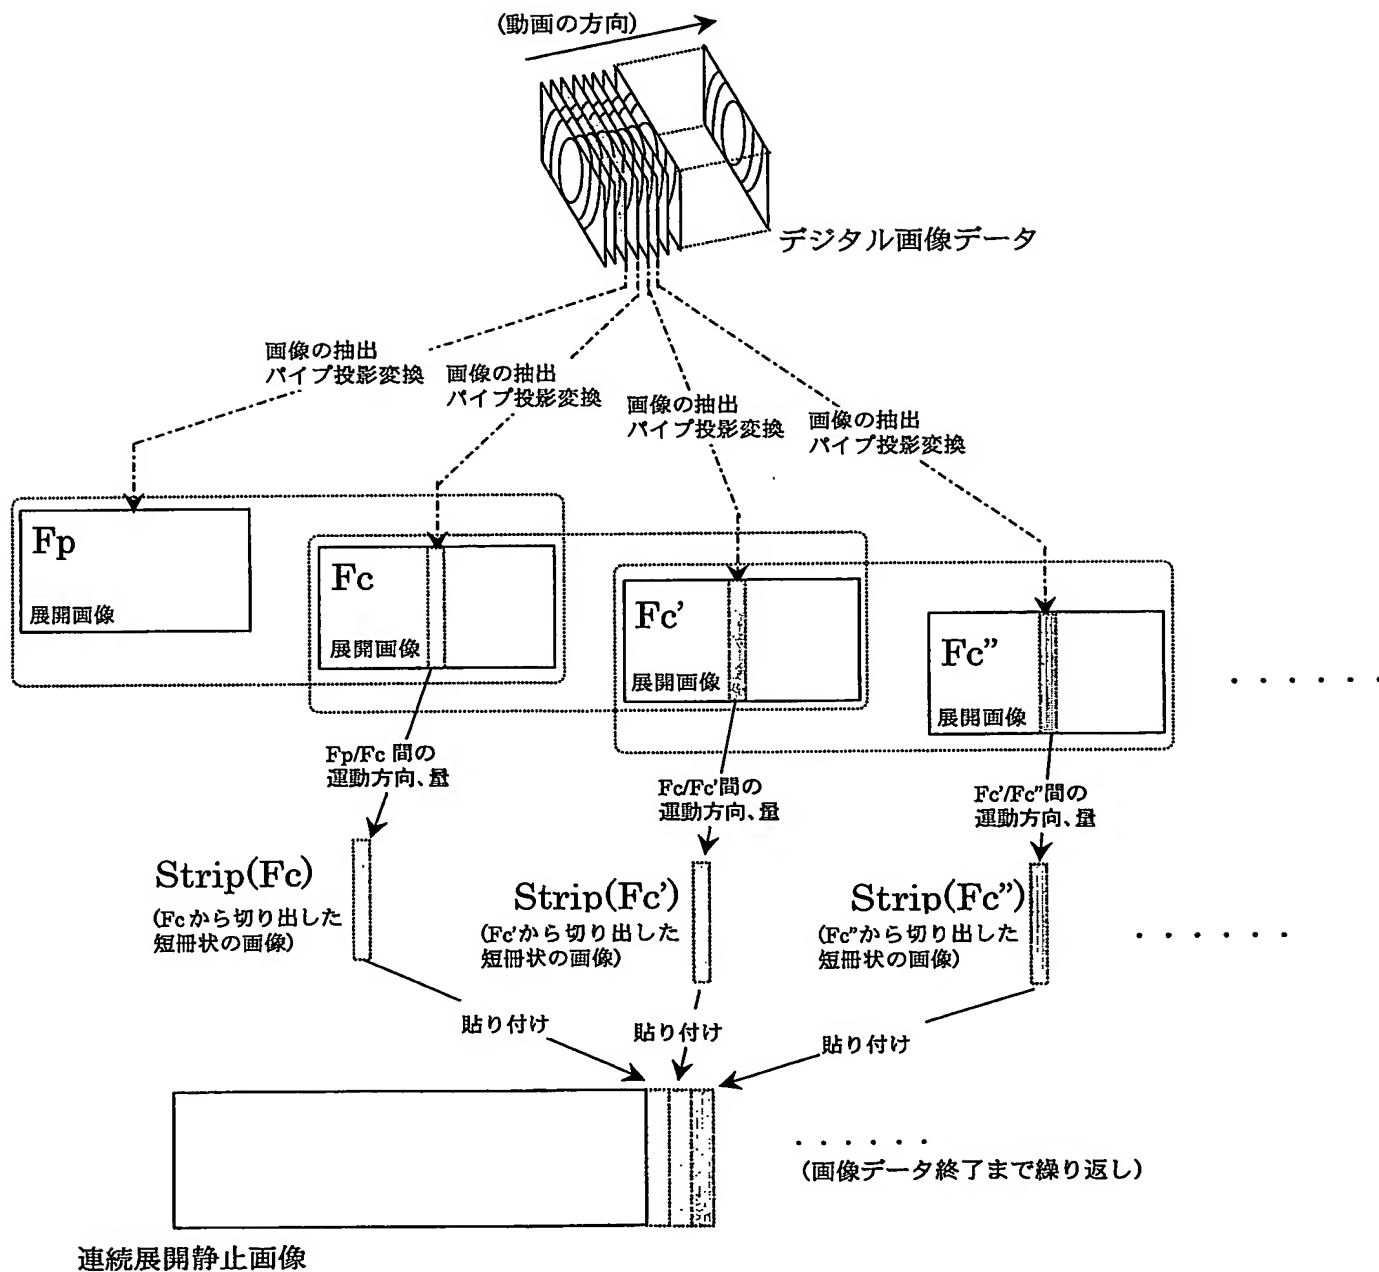 (動画の方向)
デジタル画像データ
画像の抽出
パイプ投影変換
画像の抽出
パイプ投影変換
画像の抽出
パイプ投影変換
画像の抽出
パイプ投影変換
Fp
展開画像
Fc
展開画像
Fc'
展開画像
Fc”
展開画像
. . . . . .
Fp/Fc 間の
運動方向、量
Fc/Fc'間の
運動方向、量
Fc'/Fc”間の
運動方向、量
Strip(Fc)
(Fcから切り出した
短冊状の画像)
Strip(Fc')
(Fc'から切り出した
短冊状の画像)
Strip(Fc”)
(Fc”から切り出した
短冊状の画像)
. . . . . .
貼り付け
貼り付け
貼り付け
. . . . . .
(画像データ終了まで繰り返し)
連続展開静止画像